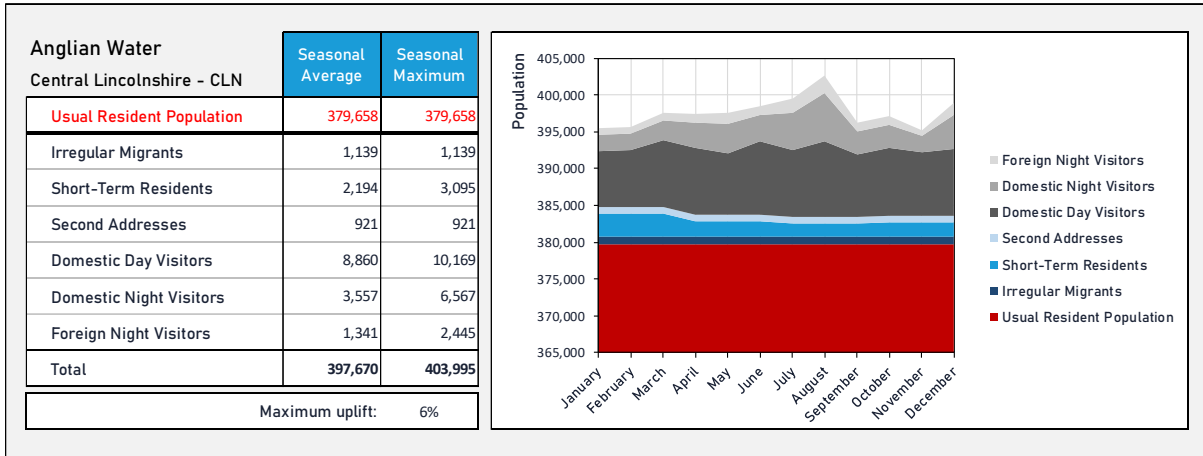 Anglian Water
Central Lincolnshire - CLN
Seasonal Average
Seasonal Maximum
Usual Resident Population 379,658 379,658
Irregular Migrants 1,139 1,139
Short-Term Residents 2,194 3,095
Second Addresses 921 921
Domestic Day Visitors 8,860 10,169
Domestic Night Visitors 3,557 6,567
Foreign Night Visitors 1,341 2,445
Total 397,670 403,995
Maximum uplift: 6%
Population
405,000
400,000
395,000
390,000
385,000
380,000
375,000
370,000
365,000
January
February
March
April
May
June
July
August
September
October
November
December
Foreign Night Visitors
Domestic Night Visitors
Domestic Day Visitors
Second Addresses
Short-Term Residents
Irregular Migrants
Usual Resident Population